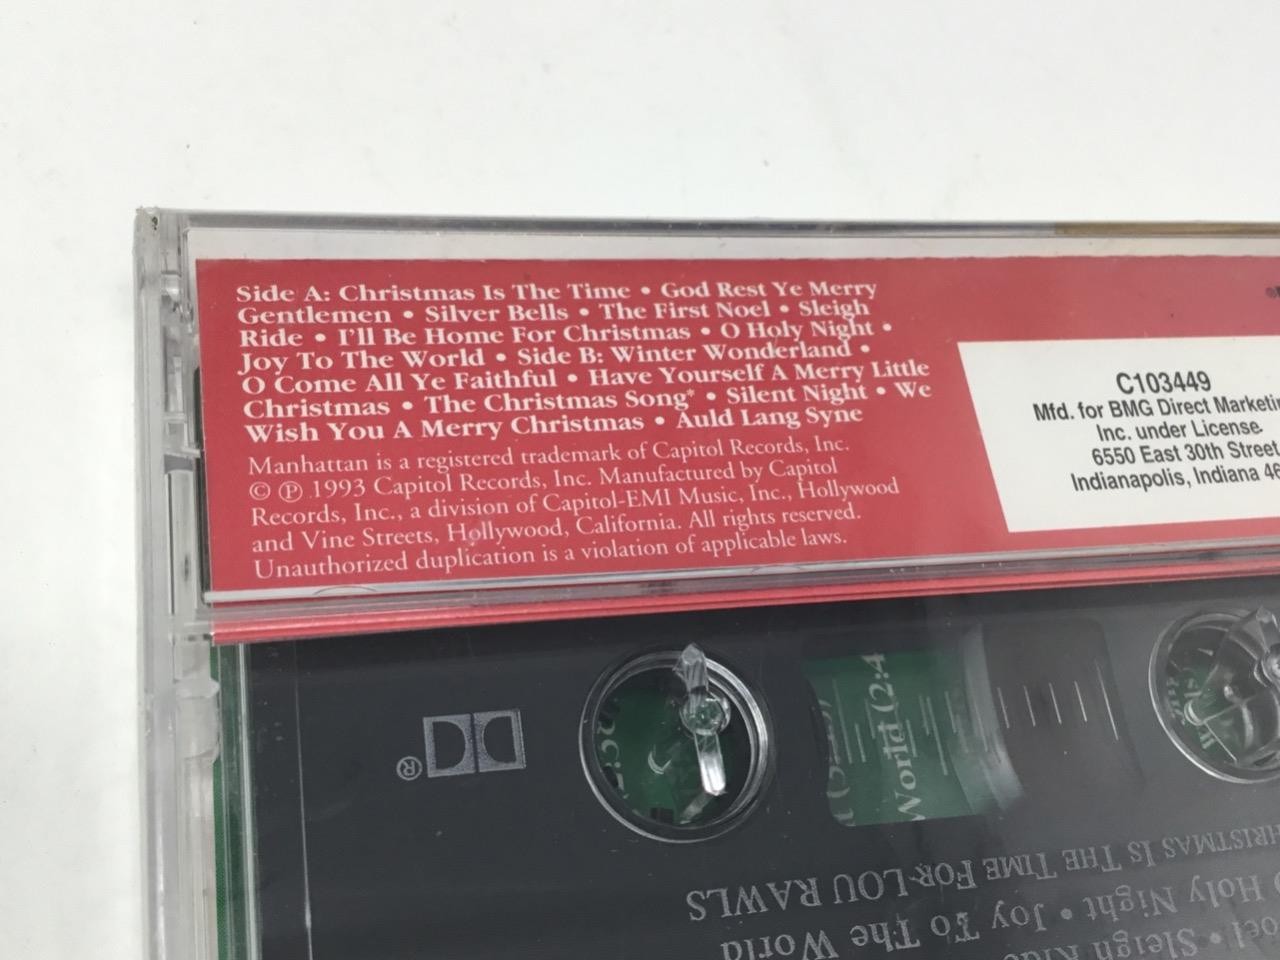 Side A: Christmas Is The Time • God Rest Ye Merry
Gentlemen • Silver Bells • The First Noel • Sleigh
Ride • I'll Be Home For Christmas • O Holy Night •
Joy To The World • Side B: Winter Wonderland •
O Come All Ye Faithful • Have Yourself A Merry Little
Christmas • The Christmas Song* • Silent Night • We
Wish You A Merry Christmas • Auld Lang Syne
Manhattan is a registered trademark of Capitol Records, Inc.
© ℗ 1993 Capitol Records, Inc. Manufactured by Capitol
Records, Inc., a division of Capitol-EMI Music, Inc., Hollywood
and Vine Streets, Hollywood, California. All rights reserved.
Unauthorized duplication is a violation of applicable laws.
C103449
Mfd. for BMG Direct
Inc. under License.
6550 East 30th Street
Indianapolis, Indiana
®
World (2:4
Is The Time For LOU RAWLS
Holy Night • Joy To The World
• Sleigh